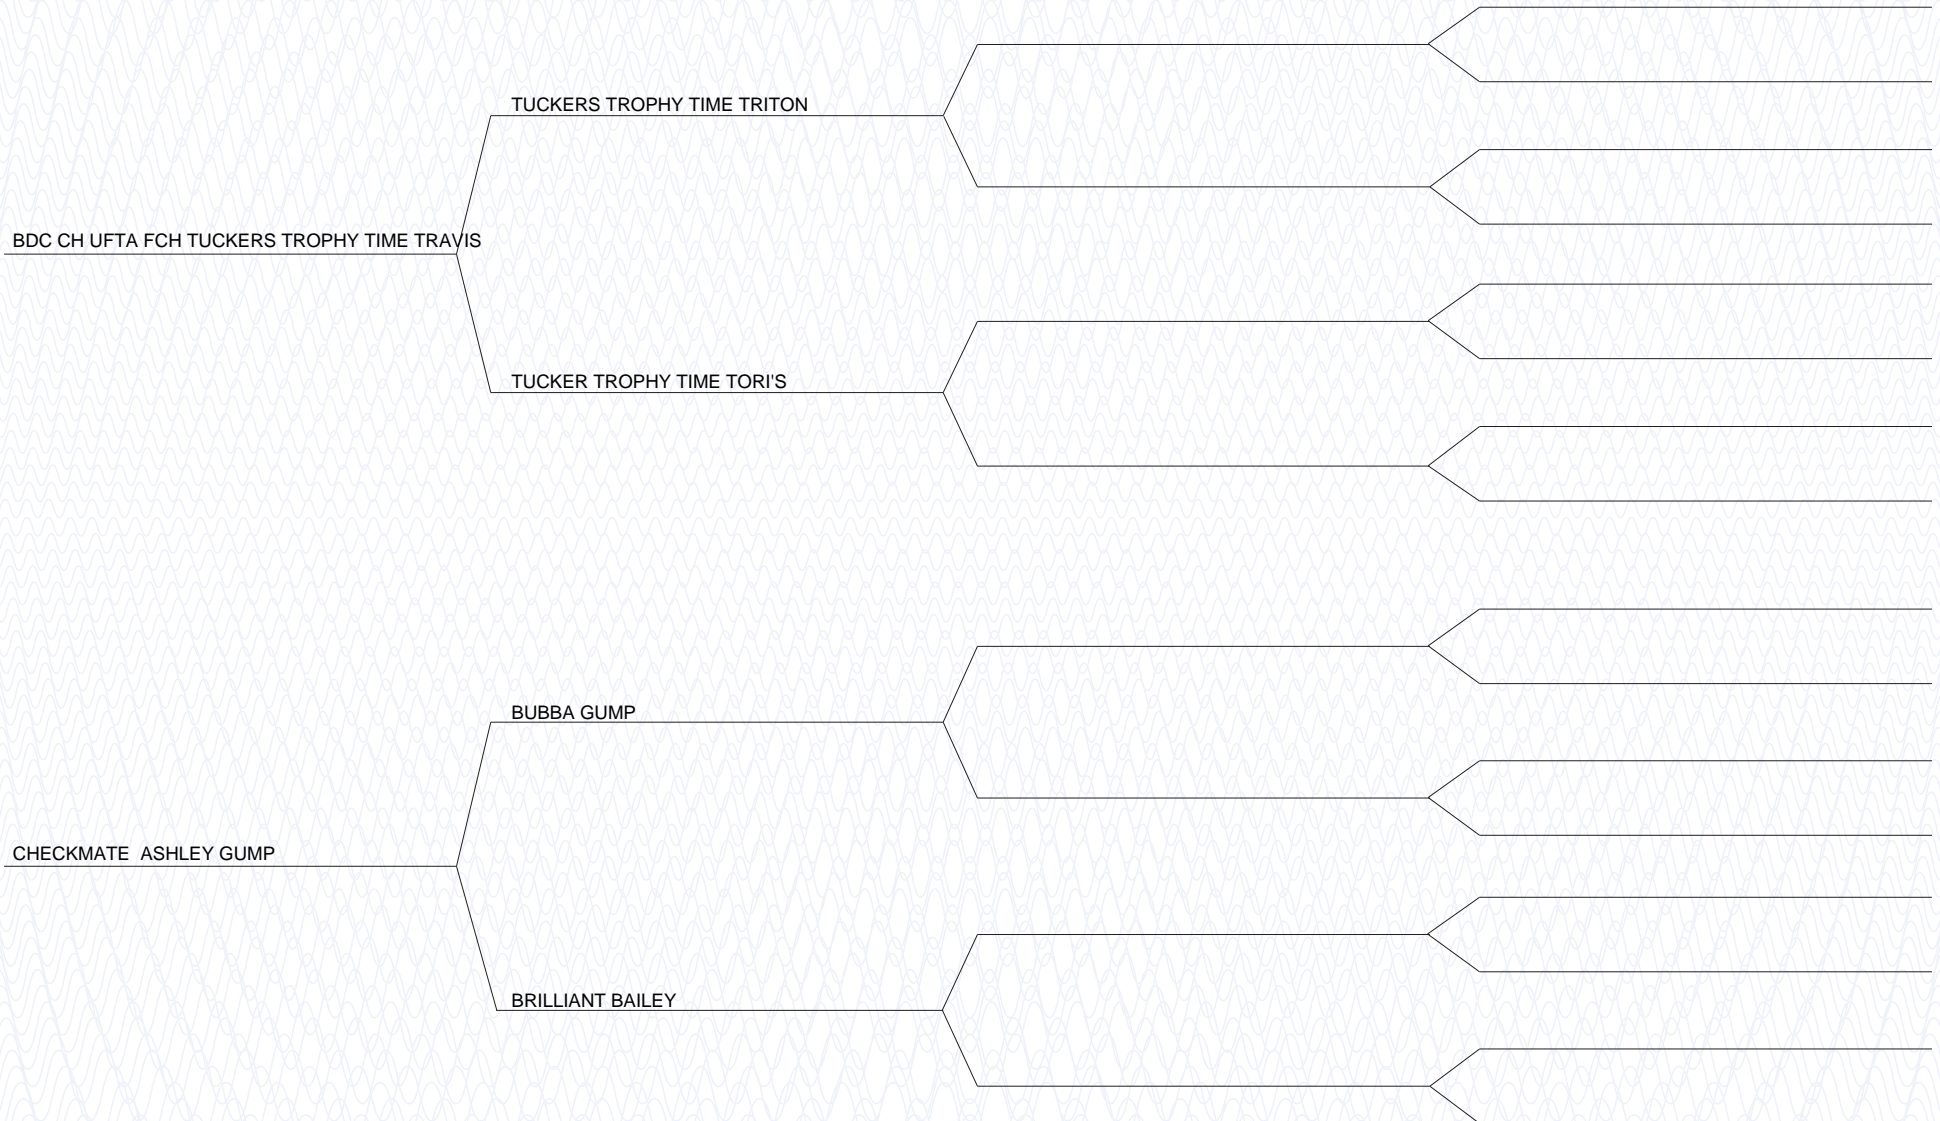 TUCKERS TROPHY TIME TRITON
BDC CH UFTA FCH TUCKERS TROPHY TIME TRAVIS
TUCKER TROPHY TIME TORI'S
BUBBA GUMP
CHECKMATE  ASHLEY GUMP
BRILLIANT BAILEY